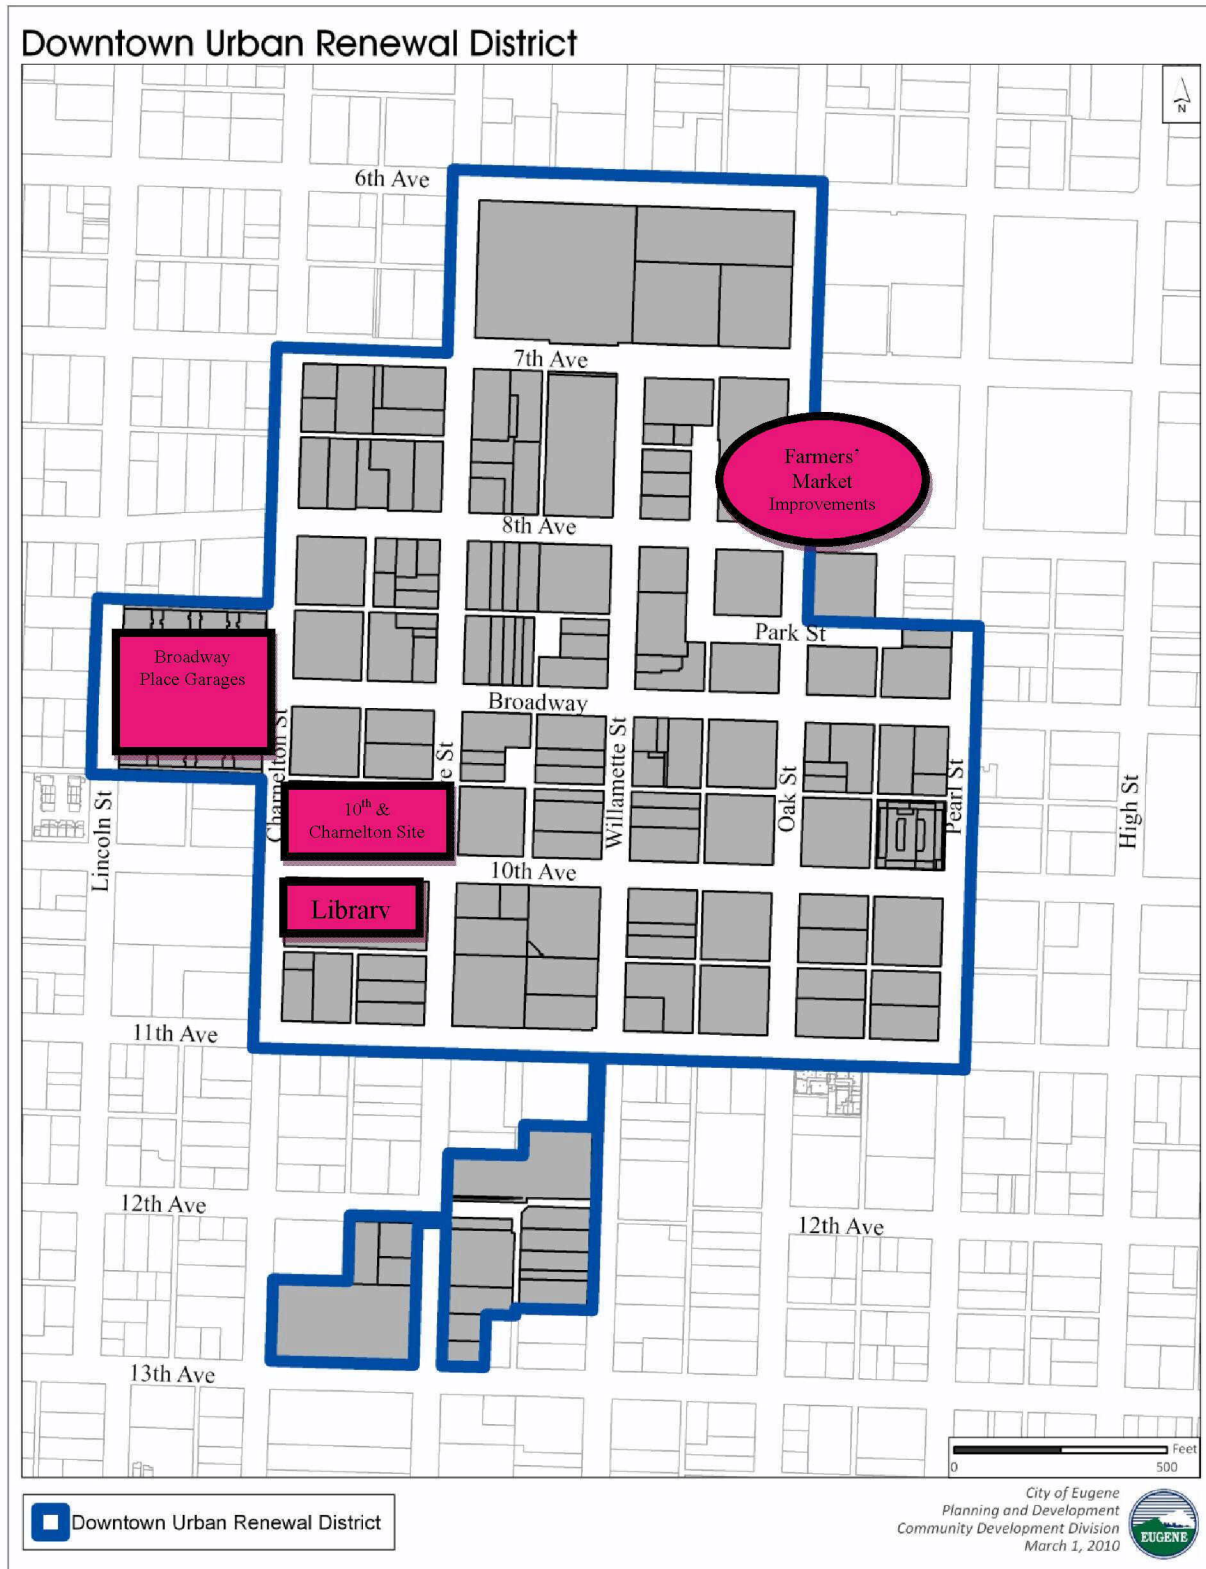 Downtown Urban Renewal District
N
6th Ave
7th Ave
Farmers’
Market
Improvements
8th Ave
Park St
Broadway
Place Garages
Broadway
Charnelton St
e St
Willamette St
Oak St
Pearl St
High St
Lincoln St
10th &
Charnelton Site
10th Ave
Library
11th Ave
12th Ave
12th Ave
13th Ave
Feet
0 500
Downtown Urban Renewal District
City of Eugene
Planning and Development
Community Development Division
March 1, 2010
EUGENE